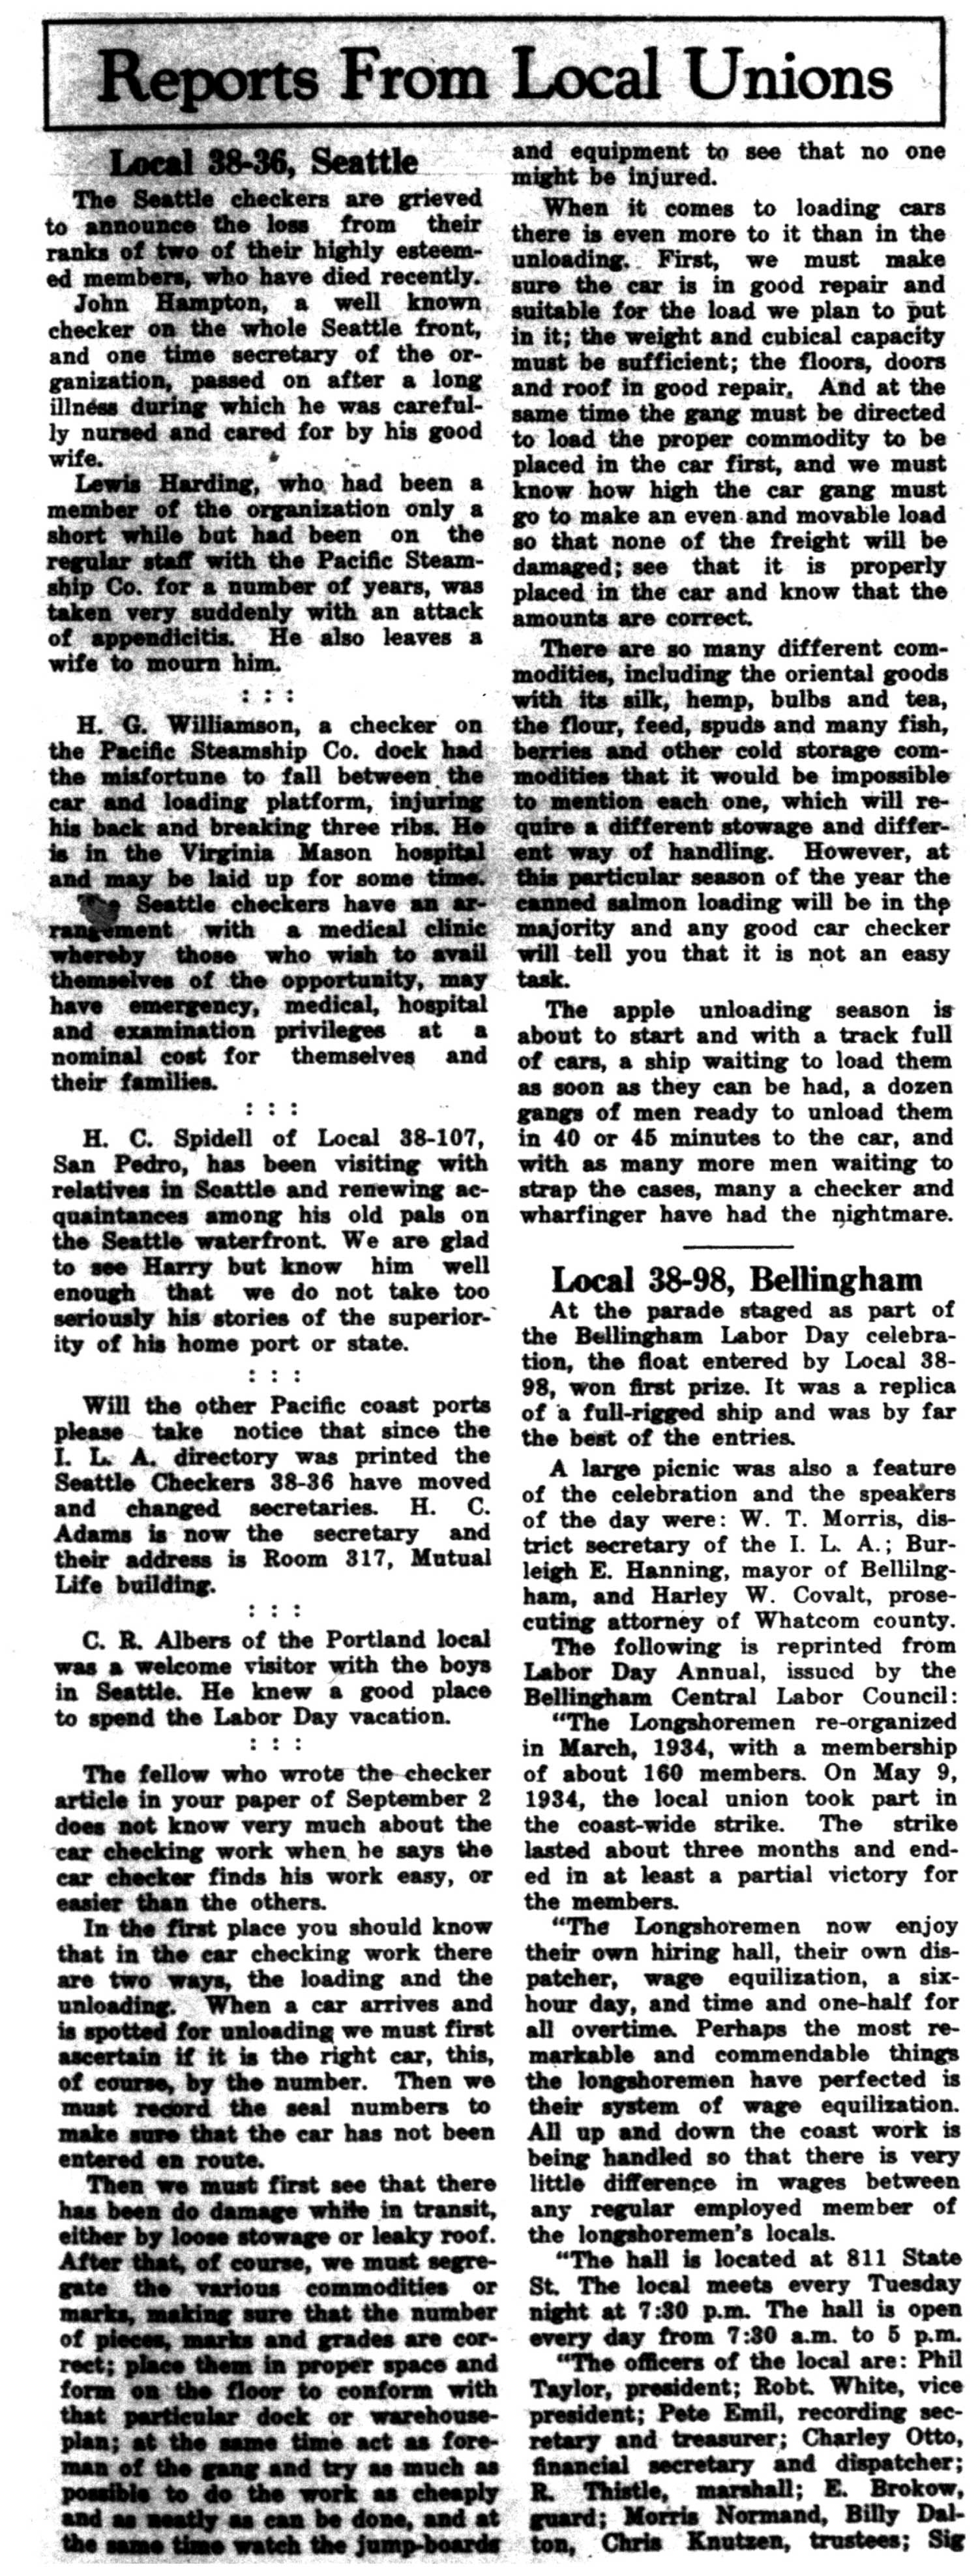 Reports From Local Unions
Local 38-36, Seattle
The Seattle checkers are grieved
to announce the loss from their
ranks of two of their highly esteem-
ed members, who have died recently.
John Hampton, a well known
checker on the whole Seattle front,
and one time secretary of the or-
ganization, passed on after a long
illness during which he was careful-
ly nursed and cared for by his good
wife.
Lewis Harding, who had been a
member of the organization only a
short while but had been on the
regular staff with the Pacific Steam-
ship Co. for a number of years, was
taken very suddenly with an attack
of appendicitis. He also leaves a
wife to mourn him.
: : :
H. G. Williamson, a checker on
the Pacific Steamship Co. dock had
the misfortune to fall between the
car and loading platform, injuring
his back and breaking three ribs. He
is in the Virginia Mason hospital
and may be laid up for some time.
The Seattle checkers have an ar-
rangement with a medical clinic
whereby those who wish to avail
themselves of the opportunity, may
have emergency, medical, hospital
and examination privileges at a
nominal cost for themselves and
their families.
: : :
H. C. Spidell of Local 38-107,
San Pedro, has been visiting with
relatives in Seattle and renewing ac-
quaintances among his old pals on
the Seattle waterfront. We are glad
to see Harry but know him well
enough that we do not take too
seriously his stories of the superior-
ity of his home port or state.
: : :
Will the other Pacific coast ports
please take notice that since the
I. L. A. directory was printed the
Seattle Checkers 38-36 have moved
and changed secretaries. H. C.
Adams is now the secretary and
their address is Room 317, Mutual
Life building.
: : :
C. R. Albers of the Portland local
was a welcome visitor with the boys
in Seattle. He knew a good place
to spend the Labor Day vacation.
: : :
The fellow who wrote the checker
article in your paper of September 2
does not know very much about the
car checking work when he says the
car checker finds his work easy, or
easier than the others.
In the first place you should know
that in the car checking work there
are two ways, the loading and the
unloading. When a car arrives and
is spotted for unloading we must first
ascertain if it is the right car, this,
of course, by the number. Then we
must record the seal numbers to
make sure that the car has not been
entered en route.
Then we must first see that there
has been do damage while in transit,
either by loose stowage or leaky roof.
After that, of course, we must segre-
gate the various commodities or
marks, making sure that the number
of pieces, marks and grades are cor-
rect; place them in proper space and
form on the floor to conform with
that particular dock or warehouse-
plan; at the same time act as fore-
man of the gang and try as much as
possible to do the work as cheaply
and as neatly as can be done, and at
the same time watch the jump-boards
and equipment to see that no one
might be injured.
When it comes to loading cars
there is even more to it than in the
unloading. First, we must make
sure the car is in good repair and
suitable for the load we plan to put
in it; the weight and cubical capacity
must be sufficient; the floors, doors
and roof in good repair. And at the
same time the gang must be directed
to load the proper commodity to be
placed in the car first, and we must
know how high the car gang must
go to make an even and movable load
so that none of the freight will be
damaged; see that it is properly
placed in the car and know that the
amounts are correct.
There are so many different com-
modities, including the oriental goods
with its silk, hemp, bulbs and tea,
the flour, feed, spuds and many fish,
berries and other cold storage com-
modities that it would be impossible
to mention each one, which will re-
quire a different stowage and differ-
ent way of handling. However, at
this particular season of the year the
canned salmon loading will be in the
majority and any good car checker
will tell you that it is not an easy
task.
The apple unloading season is
about to start and with a track full
of cars, a ship waiting to load them
as soon as they can be had, a dozen
gangs of men ready to unload them
in 40 or 45 minutes to the car, and
with as many more men waiting to
strap the cases, many a checker and
wharfinger have had the nightmare.
Local 38-98, Bellingham
At the parade staged as part of
the Bellingham Labor Day celebra-
tion, the float entered by Local 38-
98, won first prize. It was a replica
of a full-rigged ship and was by far
the best of the entries.
A large picnic was also a feature
of the celebration and the speakers
of the day were: W. T. Morris, dis-
trict secretary of the I. L. A.; Bur-
leigh E. Hanning, mayor of Bellilng-
ham, and Harley W. Covalt, prose-
cuting attorney of Whatcom county.
The following is reprinted from
Labor Day Annual, issued by the
Bellingham Central Labor Council:
"The Longshoremen re-organized
in March, 1934, with a membership
of about 160 members. On May 9,
1934, the local union took part in
the coast-wide strike. The strike
lasted about three months and end-
ed in at least a partial victory for
the members.
"The Longshoremen now enjoy
their own hiring hall, their own dis-
patcher, wage equilization, a six-
hour day, and time and one-half for
all overtime. Perhaps the most re-
markable and commendable things
the longshoremen have perfected is
their system of wage equilization.
All up and down the coast work is
being handled so that there is very
little difference in wages between
any regular employed member of
the longshoremen's locals.
"The hall is located at 811 State
St. The local meets every Tuesday
night at 7:30 p.m. The hall is open
every day from 7:30 a.m. to 5 p.m.
"The officers of the local are: Phil
Taylor, president; Robt. White, vice
president; Pete Emil, recording sec-
retary and treasurer; Charley Otto,
financial secretary and dispatcher;
R. Thistle, marshall; E. Brokow,
guard; Morris Normand, Billy Dal-
ton, Chris Knutzen, trustees; Sig